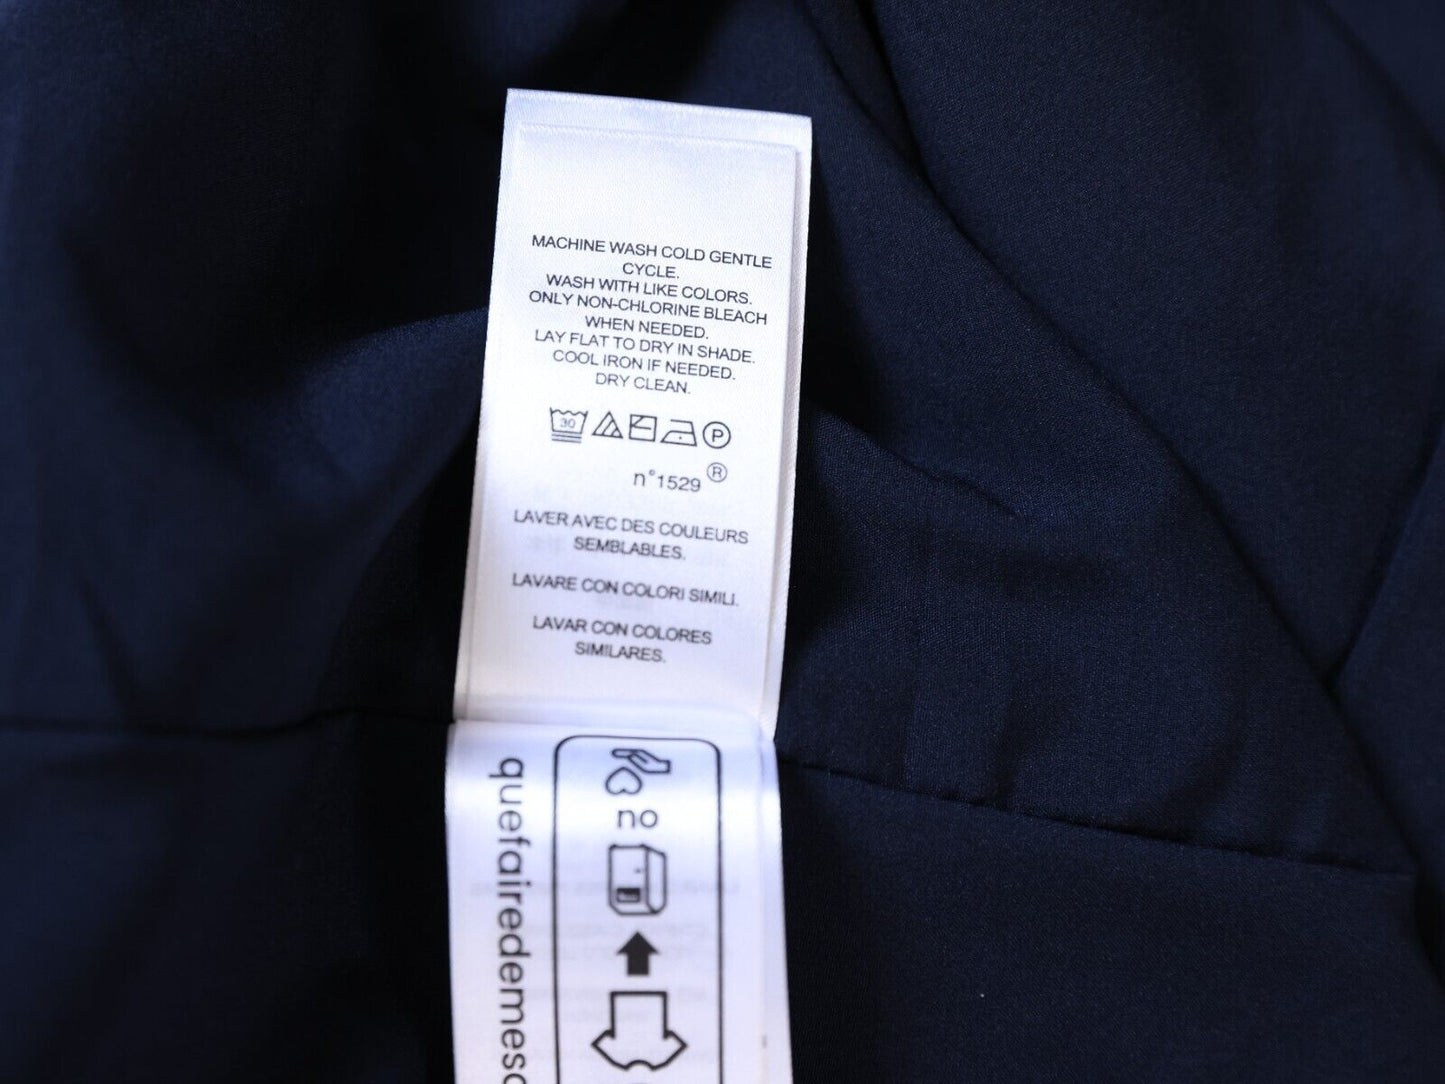 MACHINE WASH COLD GENTLE
CYCLE.
WASH WITH LIKE COLORS.
ONLY NON-CHLORINE BLEACH
WHEN NEEDED.
LAY FLAT TO DRY IN SHADE.
COOL IRON IF NEEDED.
DRY CLEAN.
30 P
n°1529 ®
LAVER AVEC DES COULEURS
SEMBLABLES.
LAVARE CON COLORI SIMILI.
LAVAR CON COLORES
SIMILARES.
no
quefairedemes